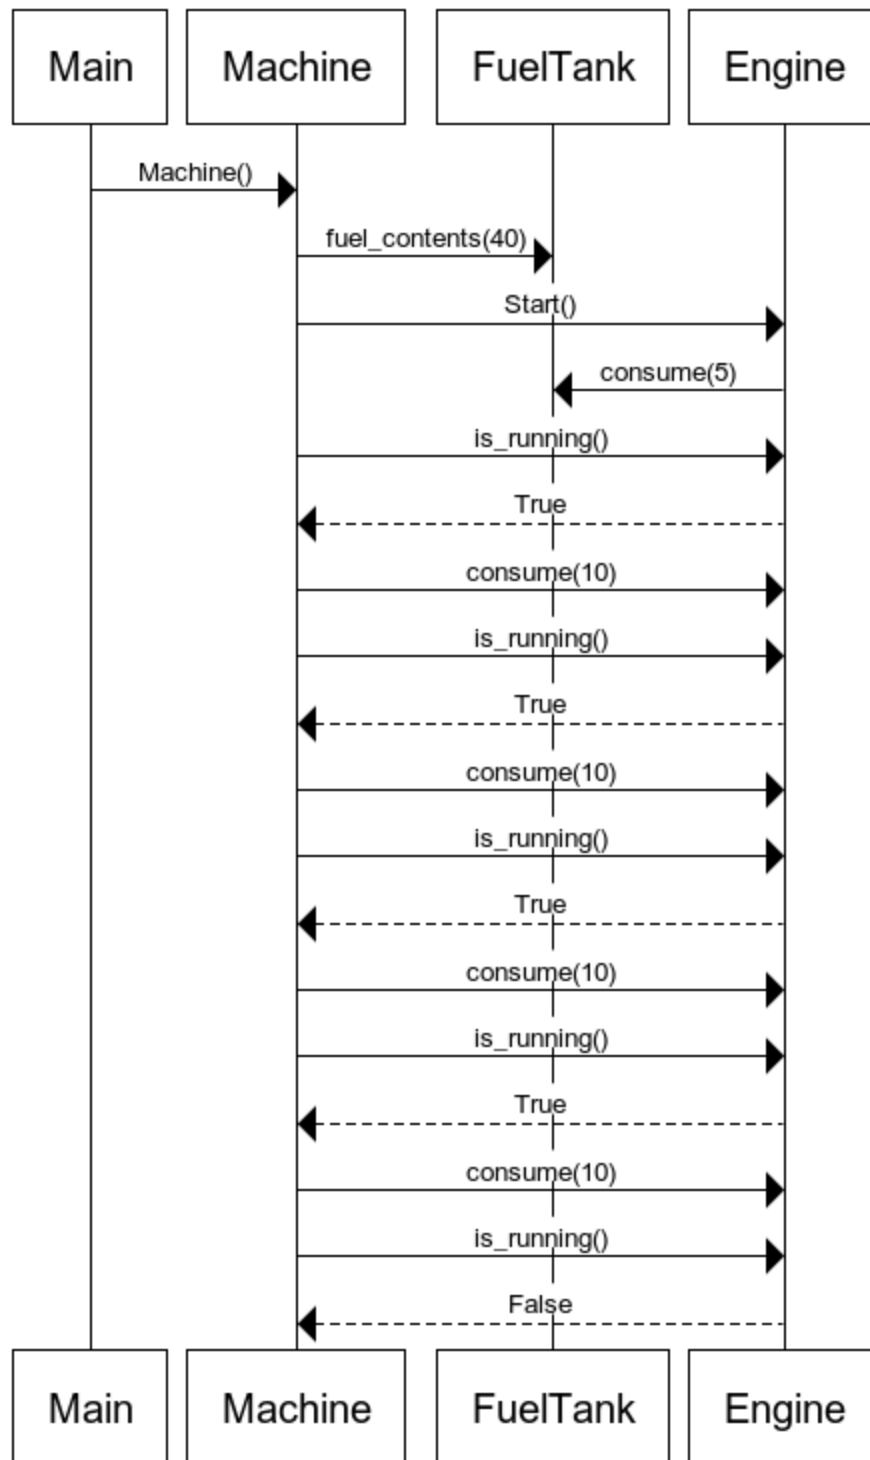 Main Machine FuelTank Engine
Machine()
fuel_contents(40)
Start()
consume(5)
is_running()
True
consume(10)
is_running()
True
consume(10)
is_running()
True
consume(10)
is_running()
True
consume(10)
is_running()
False
Main Machine FuelTank Engine